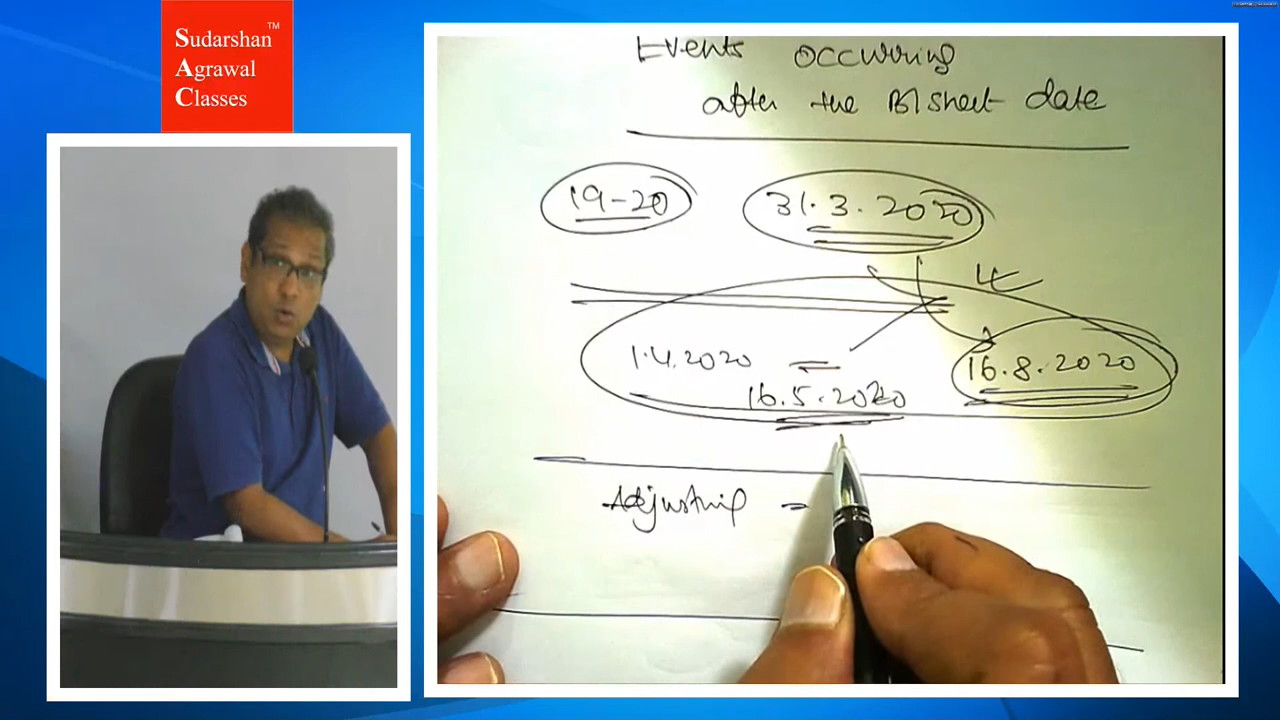 Sudarshan™
Agrawal
Classes
Events occurring
after the B/Sheet date
19-20 31.3.2020
1.4.2020 — 16.8.2020
16.5.2020
Adjusting =